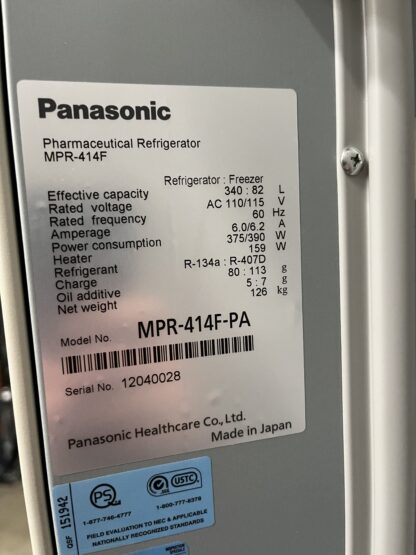 Panasonic
Pharmaceutical Refrigerator
MPR-414F
Refrigerator : Freezer
Effective capacity 340 : 82 L
Rated voltage AC 110/115 V
Rated frequency 60 Hz
Amperage 6.0/6.2 A
Power consumption 375/390 W
Heater 159 W
Refrigerant R-134a : R-407D
Charge 80 : 113 g
Oil additive 5 : 7 g
Net weight 126 kg
Model No. MPR-414F-PA
Serial No. 12040028
Panasonic Healthcare Co., Ltd.
Made in Japan
QSF 151942
PS
USTC
1-877-746-4777
1-800-777-8378
FIELD EVALUATION TO NEC & APPLICABLE
NATIONALLY RECOGNIZED STANDARDS